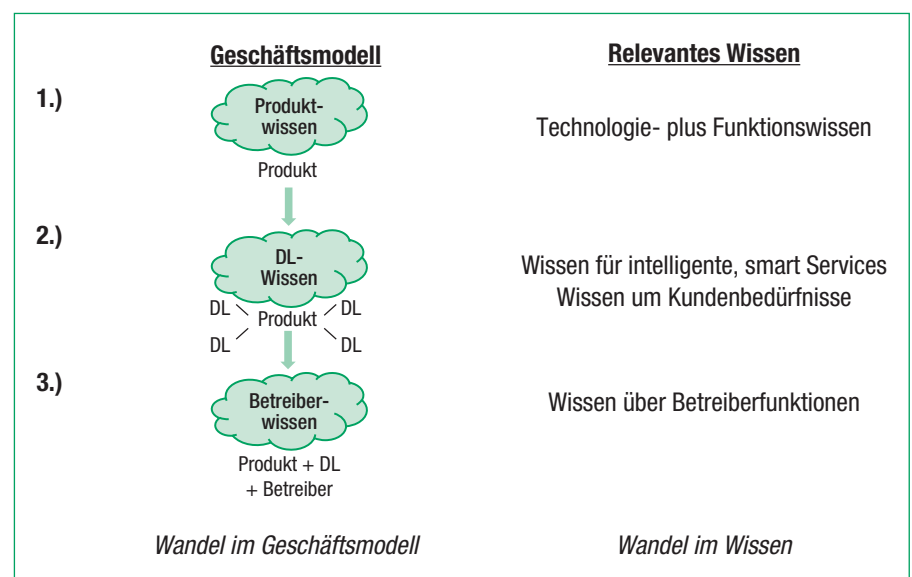 Geschäftsmodell
Relevantes Wissen
1.)
Produkt-
wissen
Technologie- plus Funktionswissen
Produkt
2.)
DL-
Wissen
Wissen für intelligente, smart Services
Wissen um Kundenbedürfnisse
DL Produkt DL
DL DL
3.)
Betreiber-
wissen
Wissen über Betreiberfunktionen
Produkt + DL
+ Betreiber
Wandel im Geschäftsmodell
Wandel im Wissen